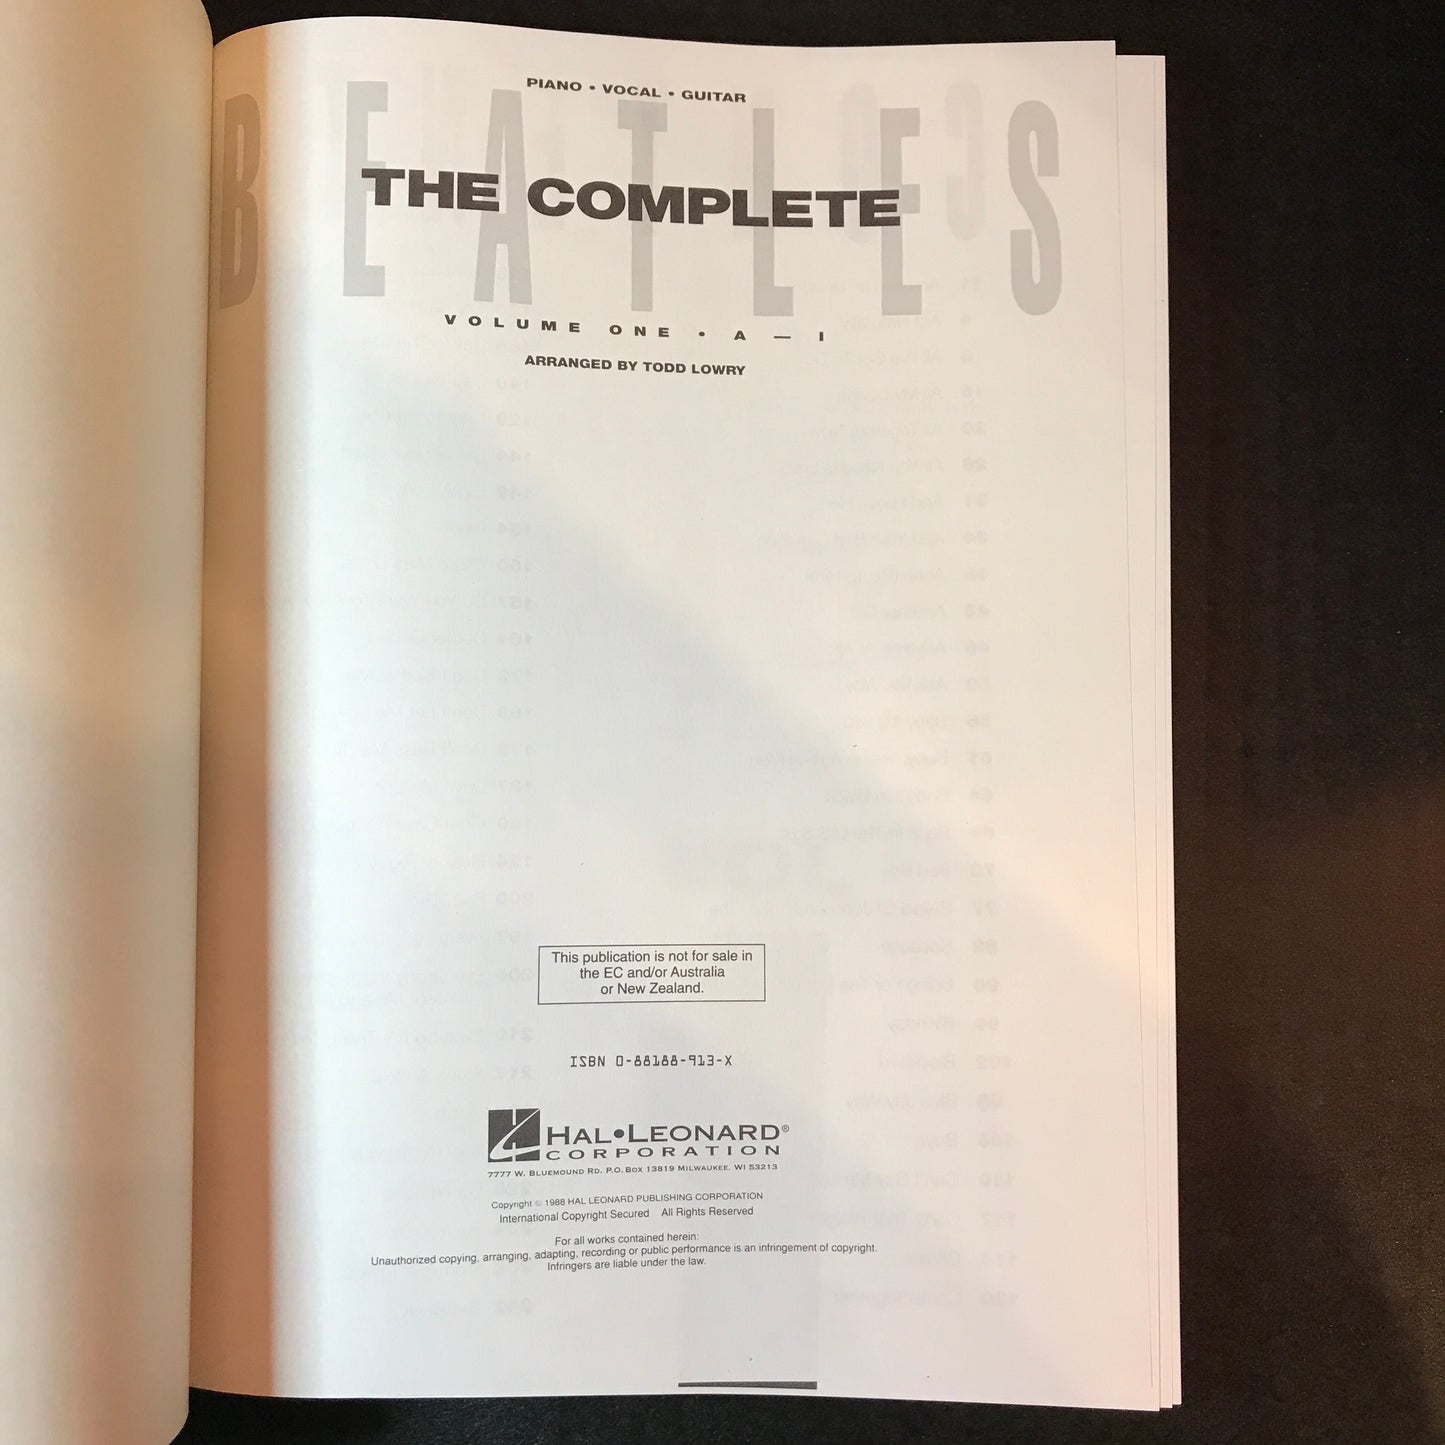 PIANO • VOCAL • GUITAR
BEATLES
THE COMPLETE
VOLUME ONE • A — I
ARRANGED BY TODD LOWRY
This publication is not for sale in
the EC and/or Australia
or New Zealand.
ISBN 0-88188-913-X
HAL•LEONARD®
CORPORATION
7777 W. BLUEMOUND RD. P.O. BOX 13819 MILWAUKEE, WI 53213
Copyright © 1988 HAL LEONARD PUBLISHING CORPORATION
International Copyright Secured All Rights Reserved
For all works contained herein:
Unauthorized copying, arranging, adapting, recording or public performance is an infringement of copyright.
Infringers are liable under the law.